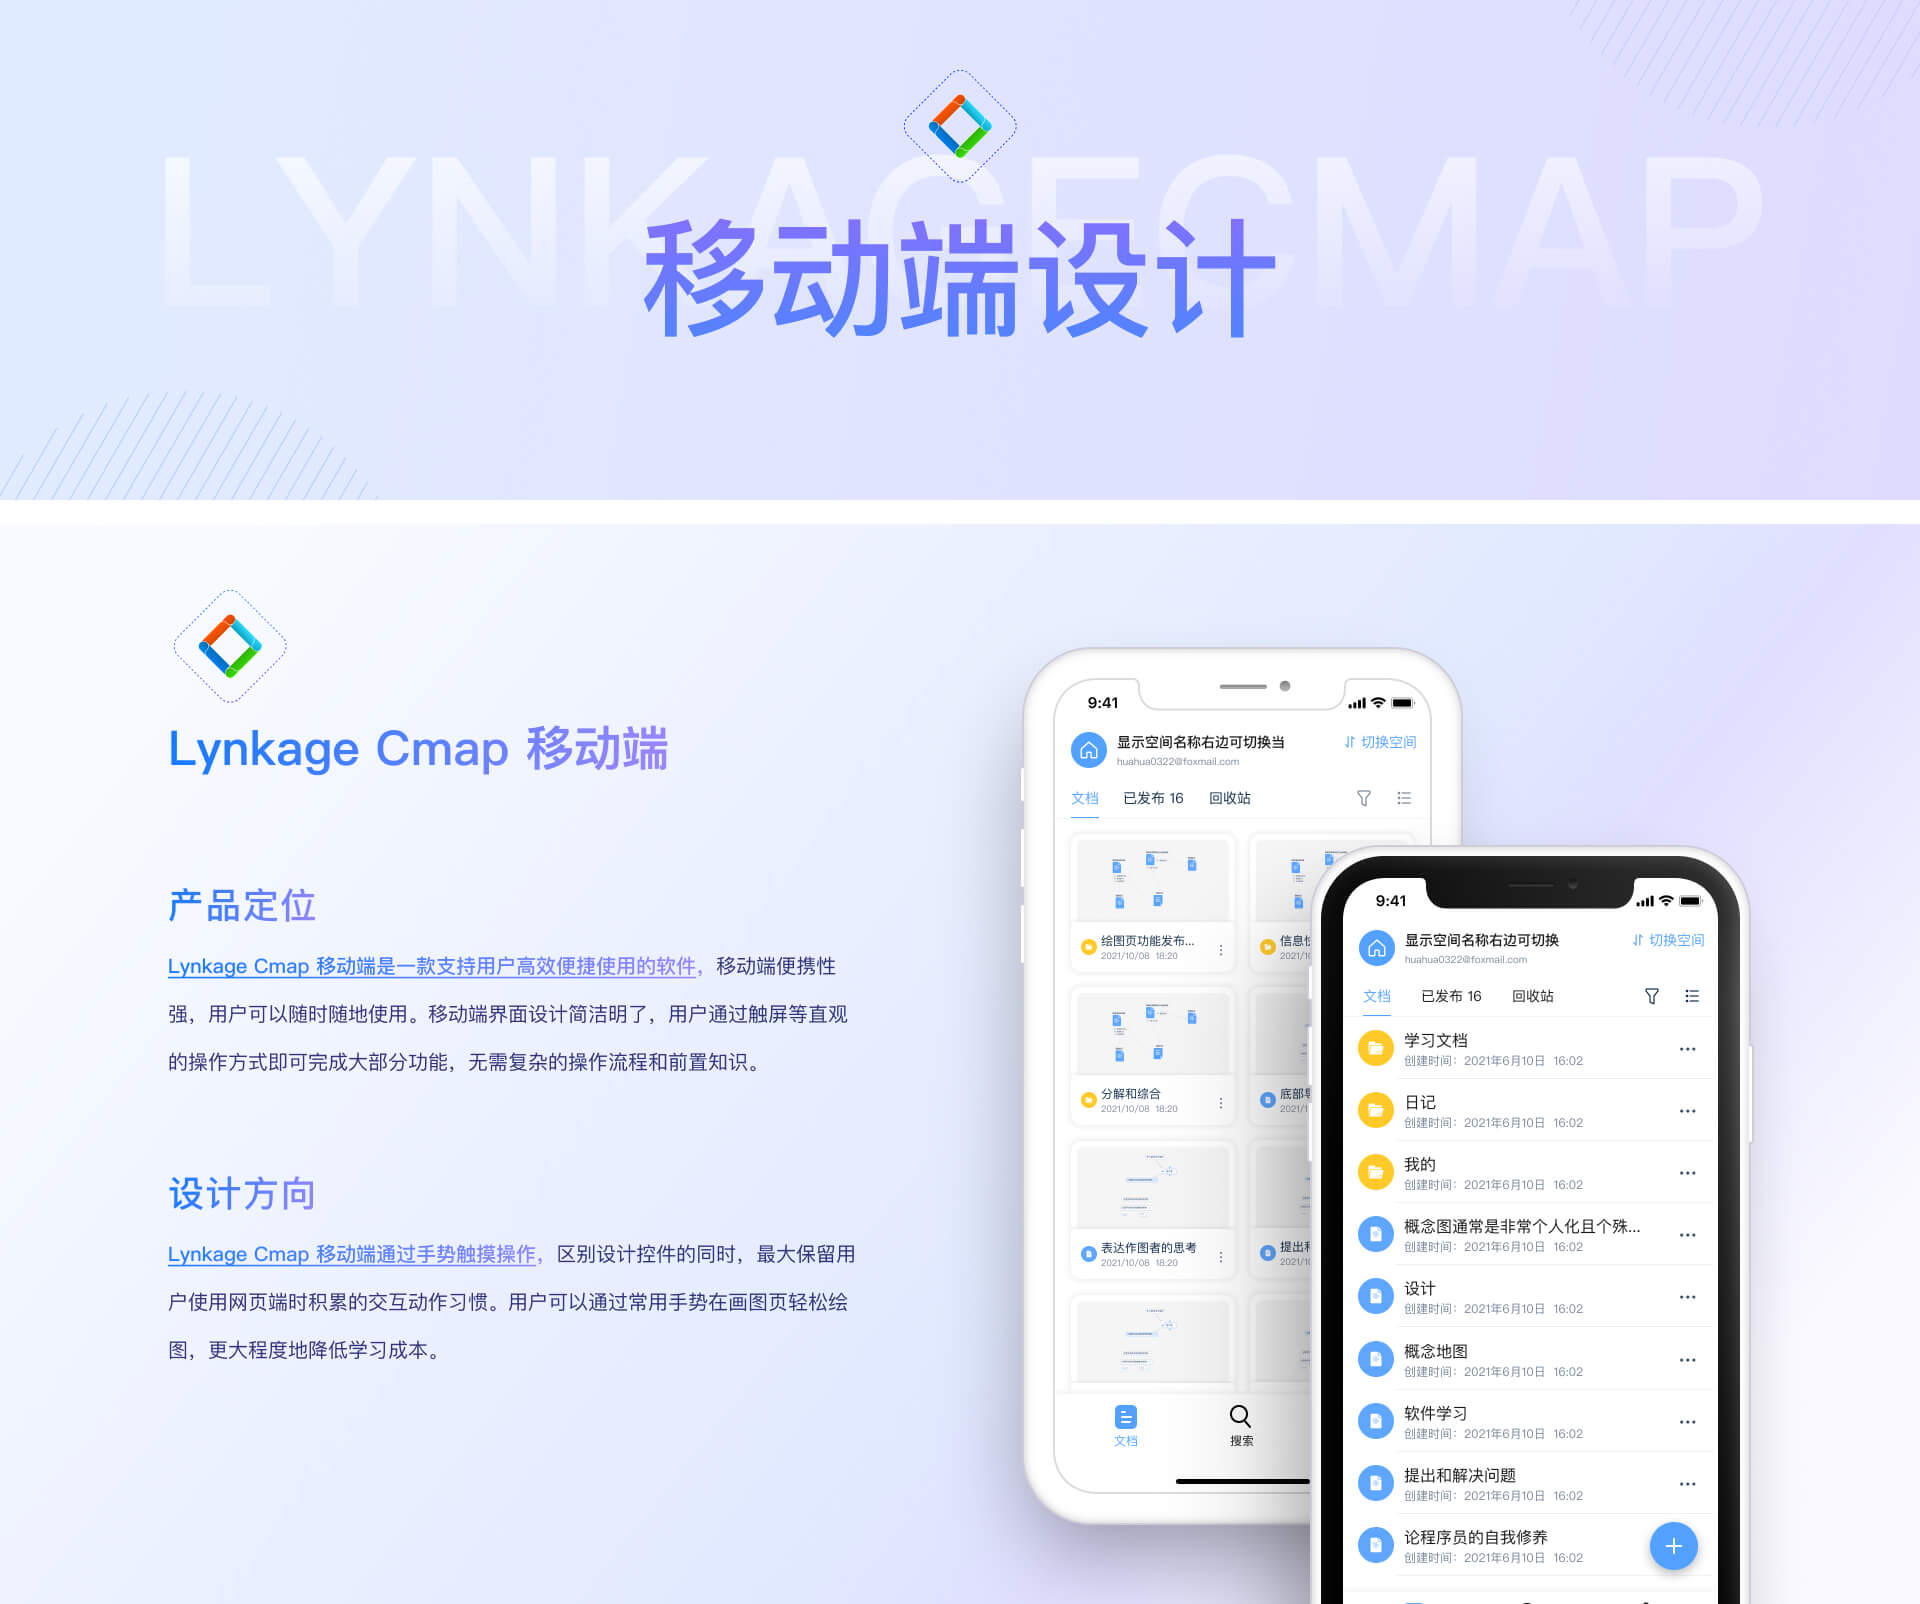 LYNKAGECMAP
移动端设计
Lynkage Cmap 移动端
产品定位
Lynkage Cmap 移动端是一款支持用户高效便捷使用的软件，移动端便携性
强，用户可以随时随地使用。移动端界面设计简洁明了，用户通过触屏等直观
的操作方式即可完成大部分功能，无需复杂的操作流程和前置知识。
设计方向
Lynkage Cmap 移动端通过手势触摸操作，区别设计控件的同时，最大保留用
户使用网页端时积累的交互动作习惯。用户可以通过常用手势在画图页轻松绘
图，更大程度地降低学习成本。
9:41
显示空间名称右边可切换当
切换空间
huahua0322@foxmail.com
文档 已发布 16 回收站
绘图页功能发布...
2021/10/08 18:20
信息
2021/1
分解和综合
2021/10/08 18:20
底部
2021/1
表达作图者的思考
2021/10/08 18:20
提出
2021/1
文档
搜索
9:41
显示空间名称右边可切换
切换空间
huahua0322@foxmail.com
文档 已发布 16 回收站
学习文档
创建时间：2021年6月10日 16:02
日记
创建时间：2021年6月10日 16:02
我的
创建时间：2021年6月10日 16:02
概念图通常是非常个人化且个殊...
创建时间：2021年6月10日 16:02
设计
创建时间：2021年6月10日 16:02
概念地图
创建时间：2021年6月10日 16:02
软件学习
创建时间：2021年6月10日 16:02
提出和解决问题
创建时间：2021年6月10日 16:02
论程序员的自我修养
创建时间：2021年6月10日 16:02